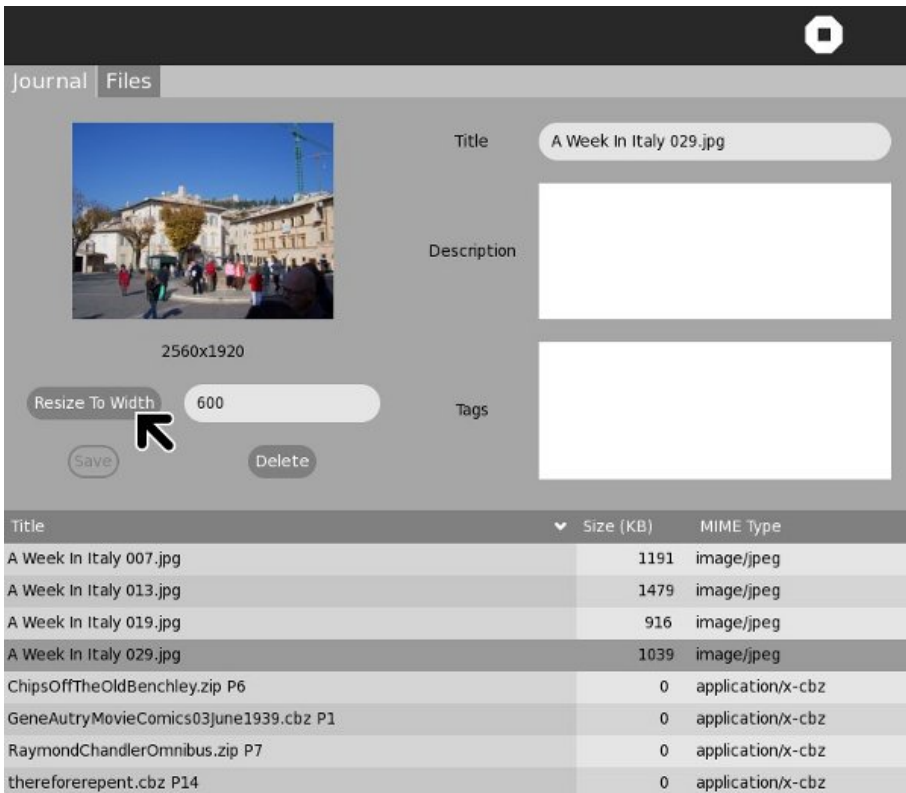 Journal Files
Title A Week In Italy 029.jpg
Description
2560x1920
Resize To Width 600
Tags
Save Delete
Title Size (KB) MIME Type
A Week In Italy 007.jpg 1191 image/jpeg
A Week In Italy 013.jpg 1479 image/jpeg
A Week In Italy 019.jpg 916 image/jpeg
A Week In Italy 029.jpg 1039 image/jpeg
ChipsOffTheOldBenchley.zip P6 0 application/x-cbz
GeneAutryMovieComics03June1939.cbz P1 0 application/x-cbz
RaymondChandlerOmnibus.zip P7 0 application/x-cbz
thereforerepent.cbz P14 0 application/x-cbz